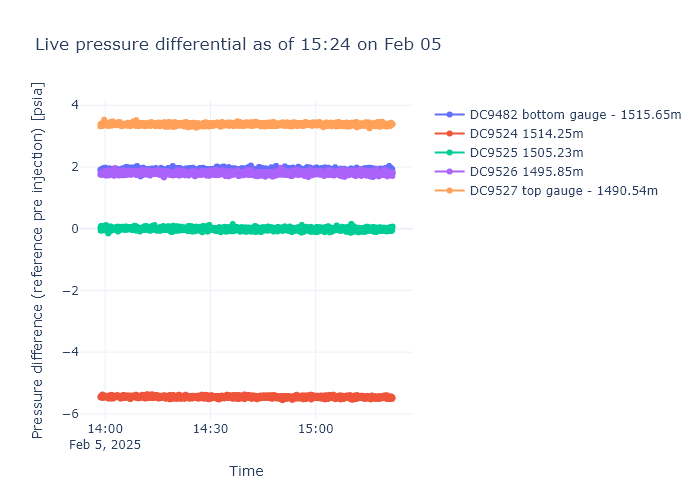 Live pressure differential as of 15:24 on Feb 05
Pressure difference (reference pre injection) [psia]
4
2
0
−2
−4
−6
14:00
Feb 5, 2025
14:30
15:00
Time
DC9482 bottom gauge - 1515.65m
DC9524 1514.25m
DC9525 1505.23m
DC9526 1495.85m
DC9527 top gauge - 1490.54m